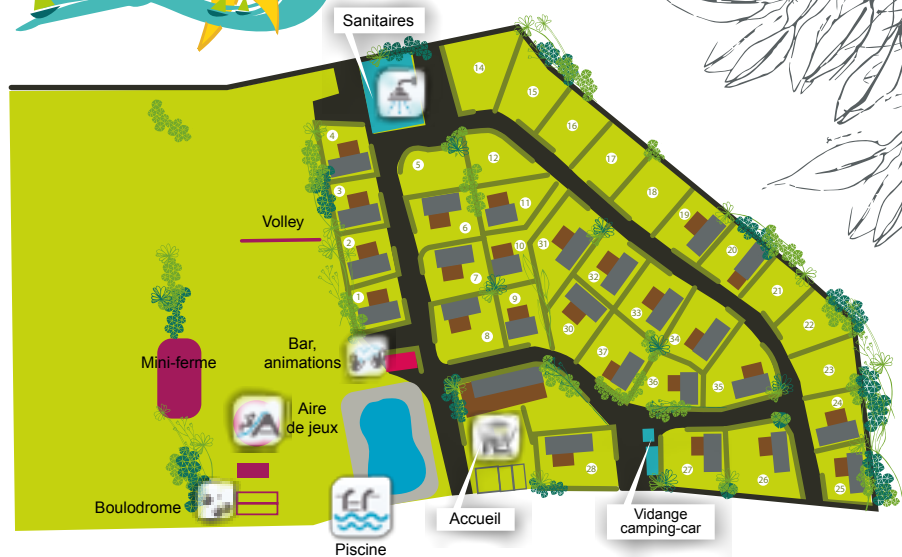 Sanitaires
14
15
16
17
18
19
20
21
22
23
24
25
4
3
2
1
5
12
11
6
10
7
9
8
31
32
33
34
30
37
36
35
28
27
26
Volley
Bar,
animations
Mini-ferme
Aire
de jeux
Boulodrome
Piscine
Accueil
Vidange
camping-car